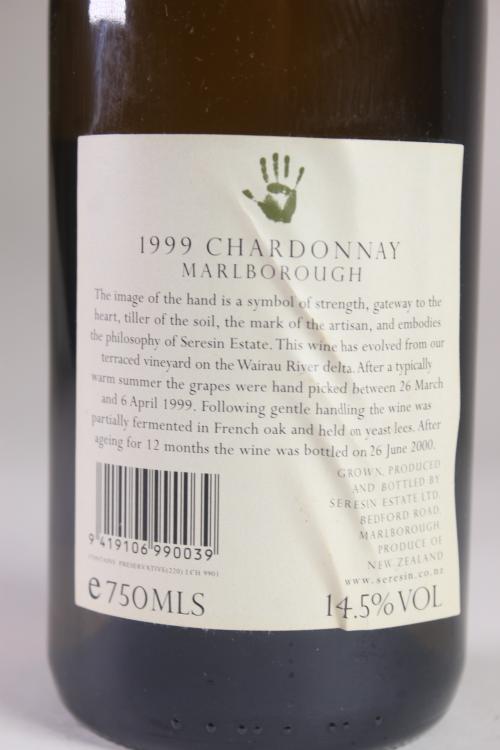 1999 CHARDONNAY
MARLBOROUGH
The image of the hand is a symbol of strength, gateway to the
heart, tiller of the soil, the mark of the artisan, and embodies
the philosophy of Seresin Estate. This wine has evolved from our
terraced vineyard on the Wairau River delta. After a typically
warm summer the grapes were hand picked between 26 March
and 6 April 1999. Following gentle handling the wine was
partially fermented in French oak and held on yeast lees. After
ageing for 12 months the wine was bottled on 26 June 2000.
GROWN, PRODUCED
AND BOTTLED BY
SERESIN ESTATE LTD.
BEDFORD ROAD,
MARLBOROUGH.
PRODUCE OF
NEW ZEALAND
www.seresin.co.nz
9 419106 990039
CONTAINS PRESERVATIVE (220) LCH 9901
e 750MLS
14.5% VOL